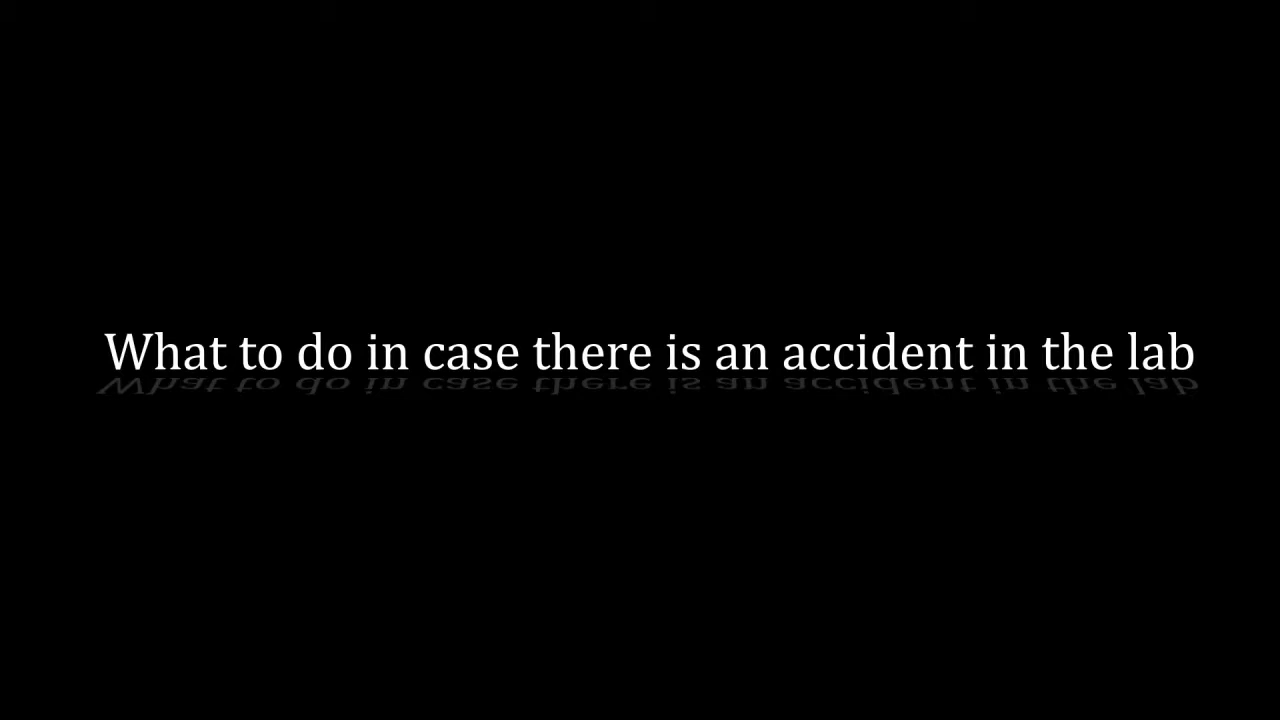 What to do in case there is an accident in the lab